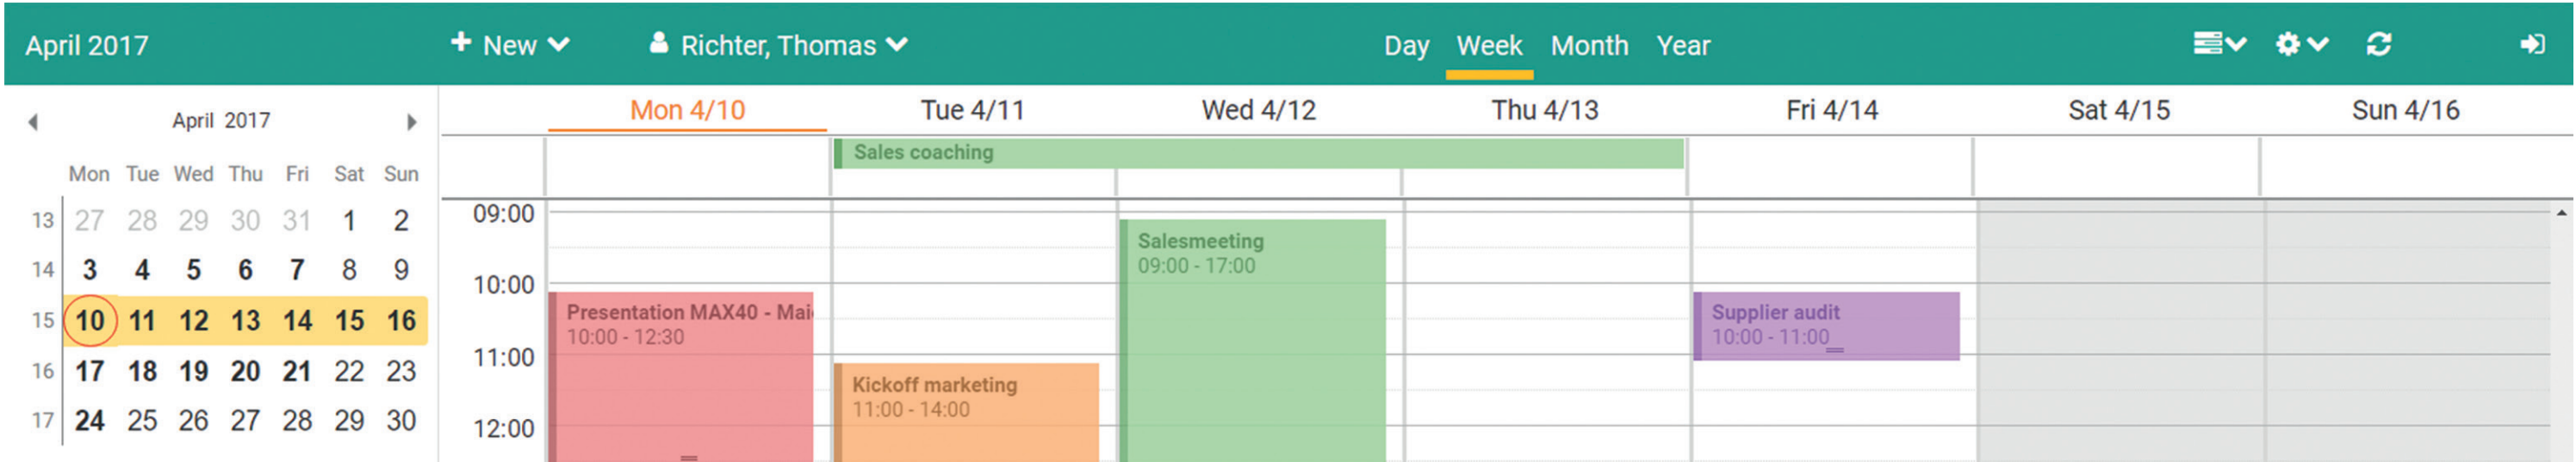 April 2017
New
Richter, Thomas
Day Week Month Year
April 2017
Mon Tue Wed Thu Fri Sat Sun
13 27 28 29 30 31 1 2
14 3 4 5 6 7 8 9
15 10 11 12 13 14 15 16
16 17 18 19 20 21 22 23
17 24 25 26 27 28 29 30
Mon 4/10 Tue 4/11 Wed 4/12 Thu 4/13 Fri 4/14 Sat 4/15 Sun 4/16
Sales coaching
09:00
10:00
11:00
12:00
Presentation MAX40 - Mai
10:00 - 12:30
Kickoff marketing
11:00 - 14:00
Salesmeeting
09:00 - 17:00
Supplier audit
10:00 - 11:00